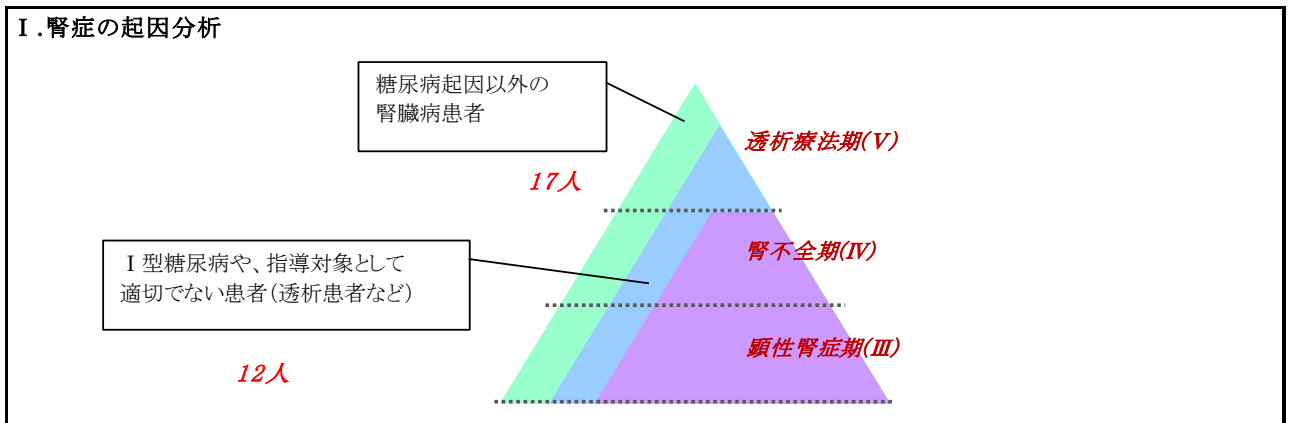 Ⅰ.腎症の起因分析
糖尿病起因以外の
腎臓病患者
透析療法期(Ⅴ)
17人
Ⅰ型糖尿病や、指導対象として
適切でない患者(透析患者など)
腎不全期(Ⅳ)
顕性腎症期(Ⅲ)
12人